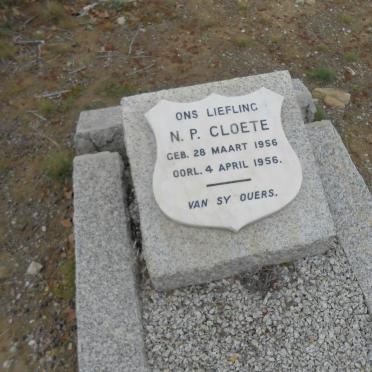 ONS LIEFLING
N. P. CLOETE
GEB. 28 MAART 1956
OORL. 4 APRIL 1956.
VAN SY OUERS.